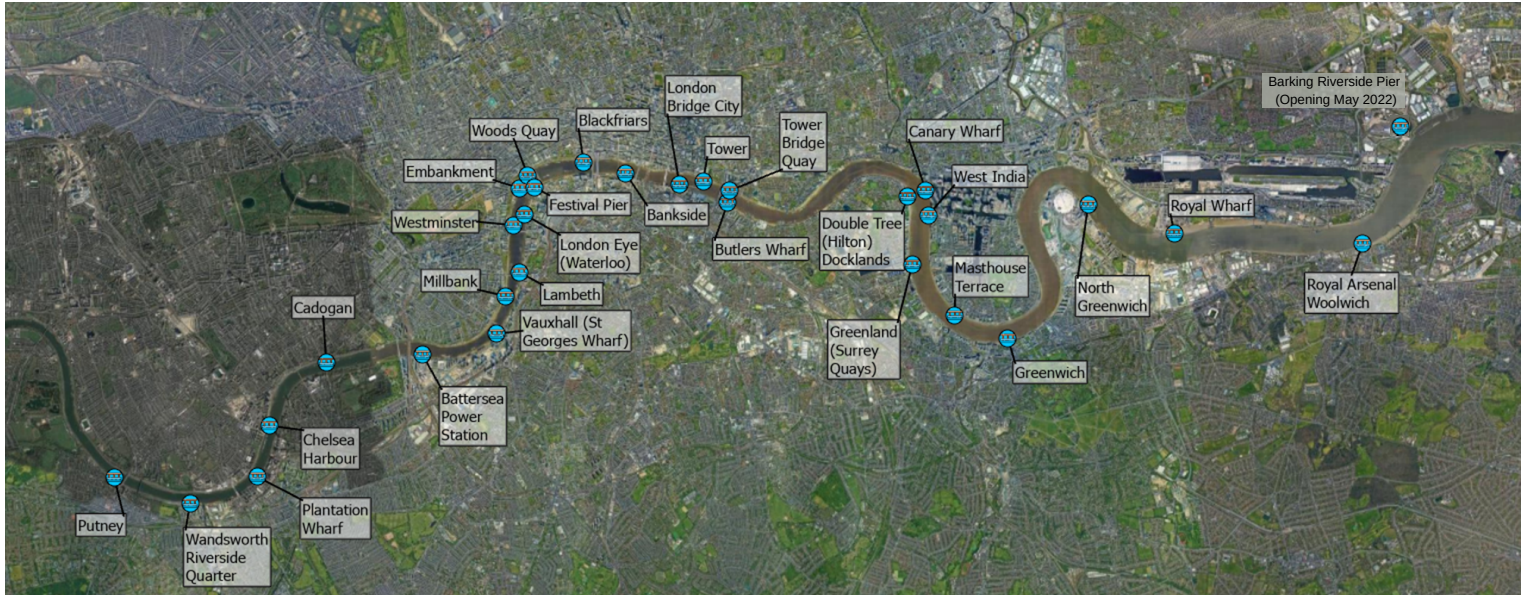 Barking Riverside Pier
(Opening May 2022)
London
Bridge City
Blackfriars
Woods Quay
Tower
Bridge
Quay
Canary Wharf
Tower
Embankment
West India
Festival Pier
Bankside
Royal Wharf
Westminster
London Eye
(Waterloo)
Butlers Wharf
Double Tree
(Hilton)
Docklands
Millbank
Lambeth
Masthouse
Terrace
North
Greenwich
Royal Arsenal
Woolwich
Cadogan
Vauxhall (St
Georges Wharf)
Greenland
(Surrey
Quays)
Greenwich
Battersea
Power
Station
Chelsea
Harbour
Plantation
Wharf
Putney
Wandsworth
Riverside
Quarter